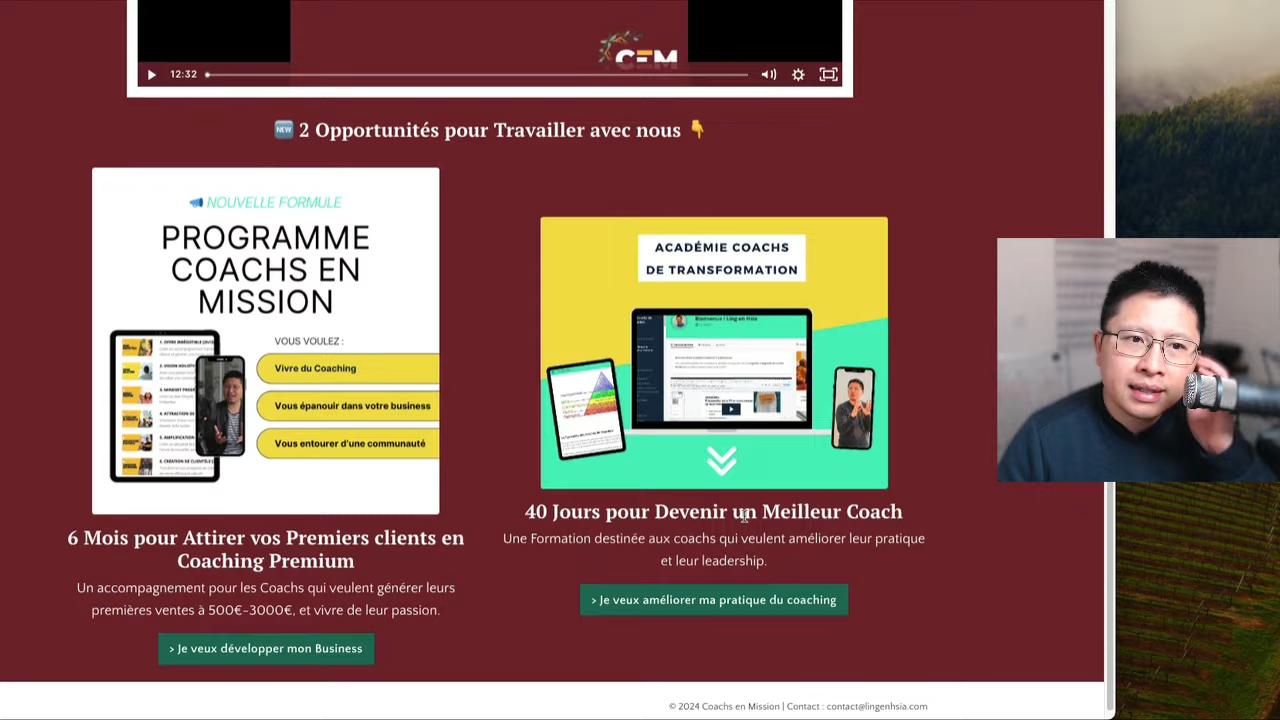 CEM
12:32
🆕 2 Opportunités pour Travailler avec nous 👇
📣 NOUVELLE FORMULE
PROGRAMME
COACHS EN
MISSION
VOUS VOULEZ :
Vivre du Coaching
Vous épanouir dans votre business
Vous entourer d'une communauté
6 Mois pour Attirer vos Premiers clients en
Coaching Premium
Un accompagnement pour les Coachs qui veulent générer leurs
premières ventes à 500€-3000€, et vivre de leur passion.
> Je veux développer mon Business
ACADÉMIE COACHS
DE TRANSFORMATION
40 Jours pour Devenir un Meilleur Coach
Une Formation destinée aux coachs qui veulent améliorer leur pratique
et leur leadership.
> Je veux améliorer ma pratique du coaching
© 2024 Coachs en Mission | Contact : contact@lingenhsia.com